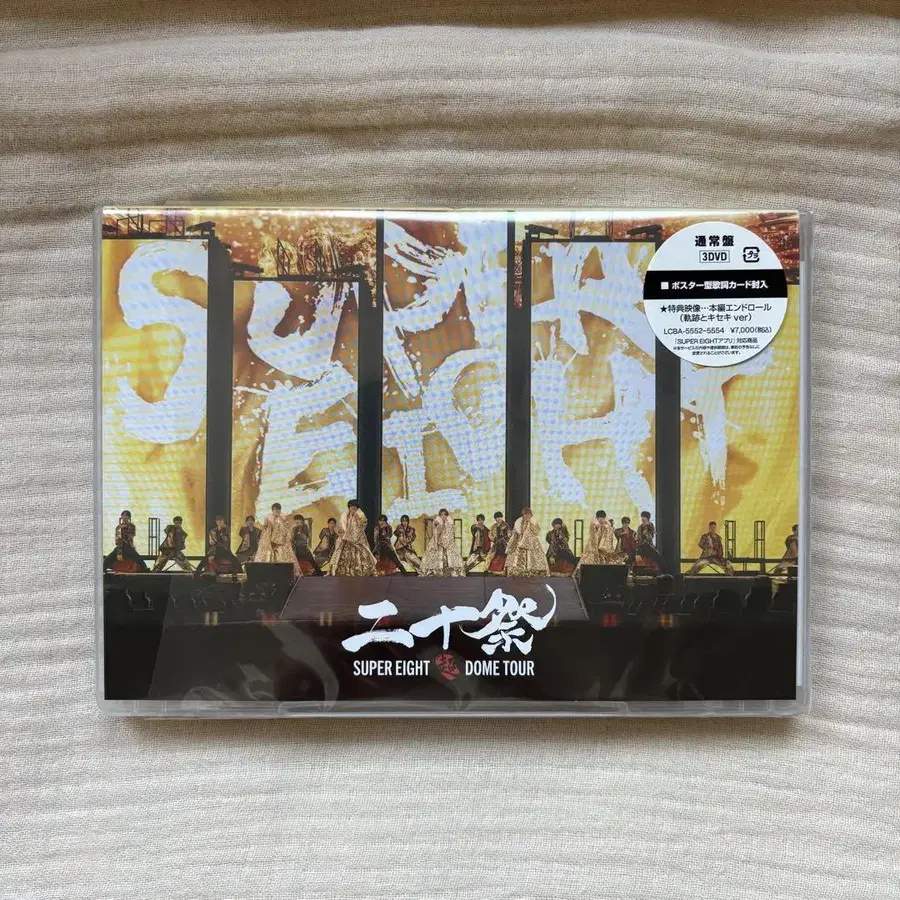 SUPER
EIGHT
通常盤
3DVD
■ ポスター型歌詞カード封入
★特典映像…本編エンドロール
(軌跡とキセキ ver)
LCBA-5552~5554 ¥7,000(税込)
「SUPER EIGHTアプリ」対応商品
二十祭
SUPER EIGHT 超 DOME TOUR